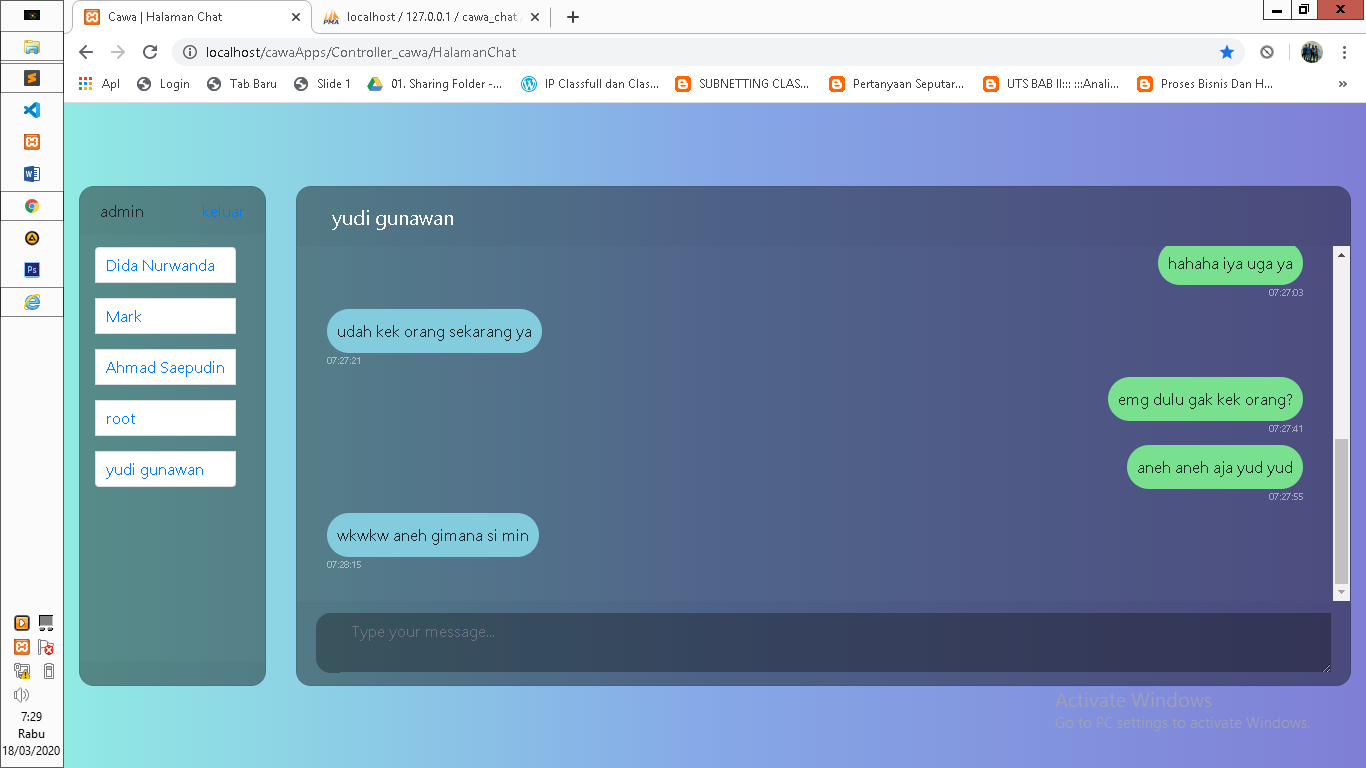 Cawa | Halaman Chat
localhost / 127.0.0.1 / cawa_chat
localhost/cawaApps/Controller_cawa/HalamanChat
Apl
Login
Tab Baru
Slide 1
01. Sharing Folder -...
IP Classfull dan Clas...
SUBNETTING CLAS...
Pertanyaan Seputar...
UTS BAB II::: :::Anali...
Proses Bisnis Dan H...
»
admin
keluar
Dida Nurwanda
Mark
Ahmad Saepudin
root
yudi gunawan
yudi gunawan
hahaha iya uga ya
07:27:03
udah kek orang sekarang ya
07:27:21
emg dulu gak kek orang?
07:27:41
aneh aneh aja yud yud
07:27:55
wkwkw aneh gimana si min
07:28:15
Type your message...
Activate Windows
Go to PC settings to activate Windows.
PMA
Ps
7:29
Rabu
18/03/2020